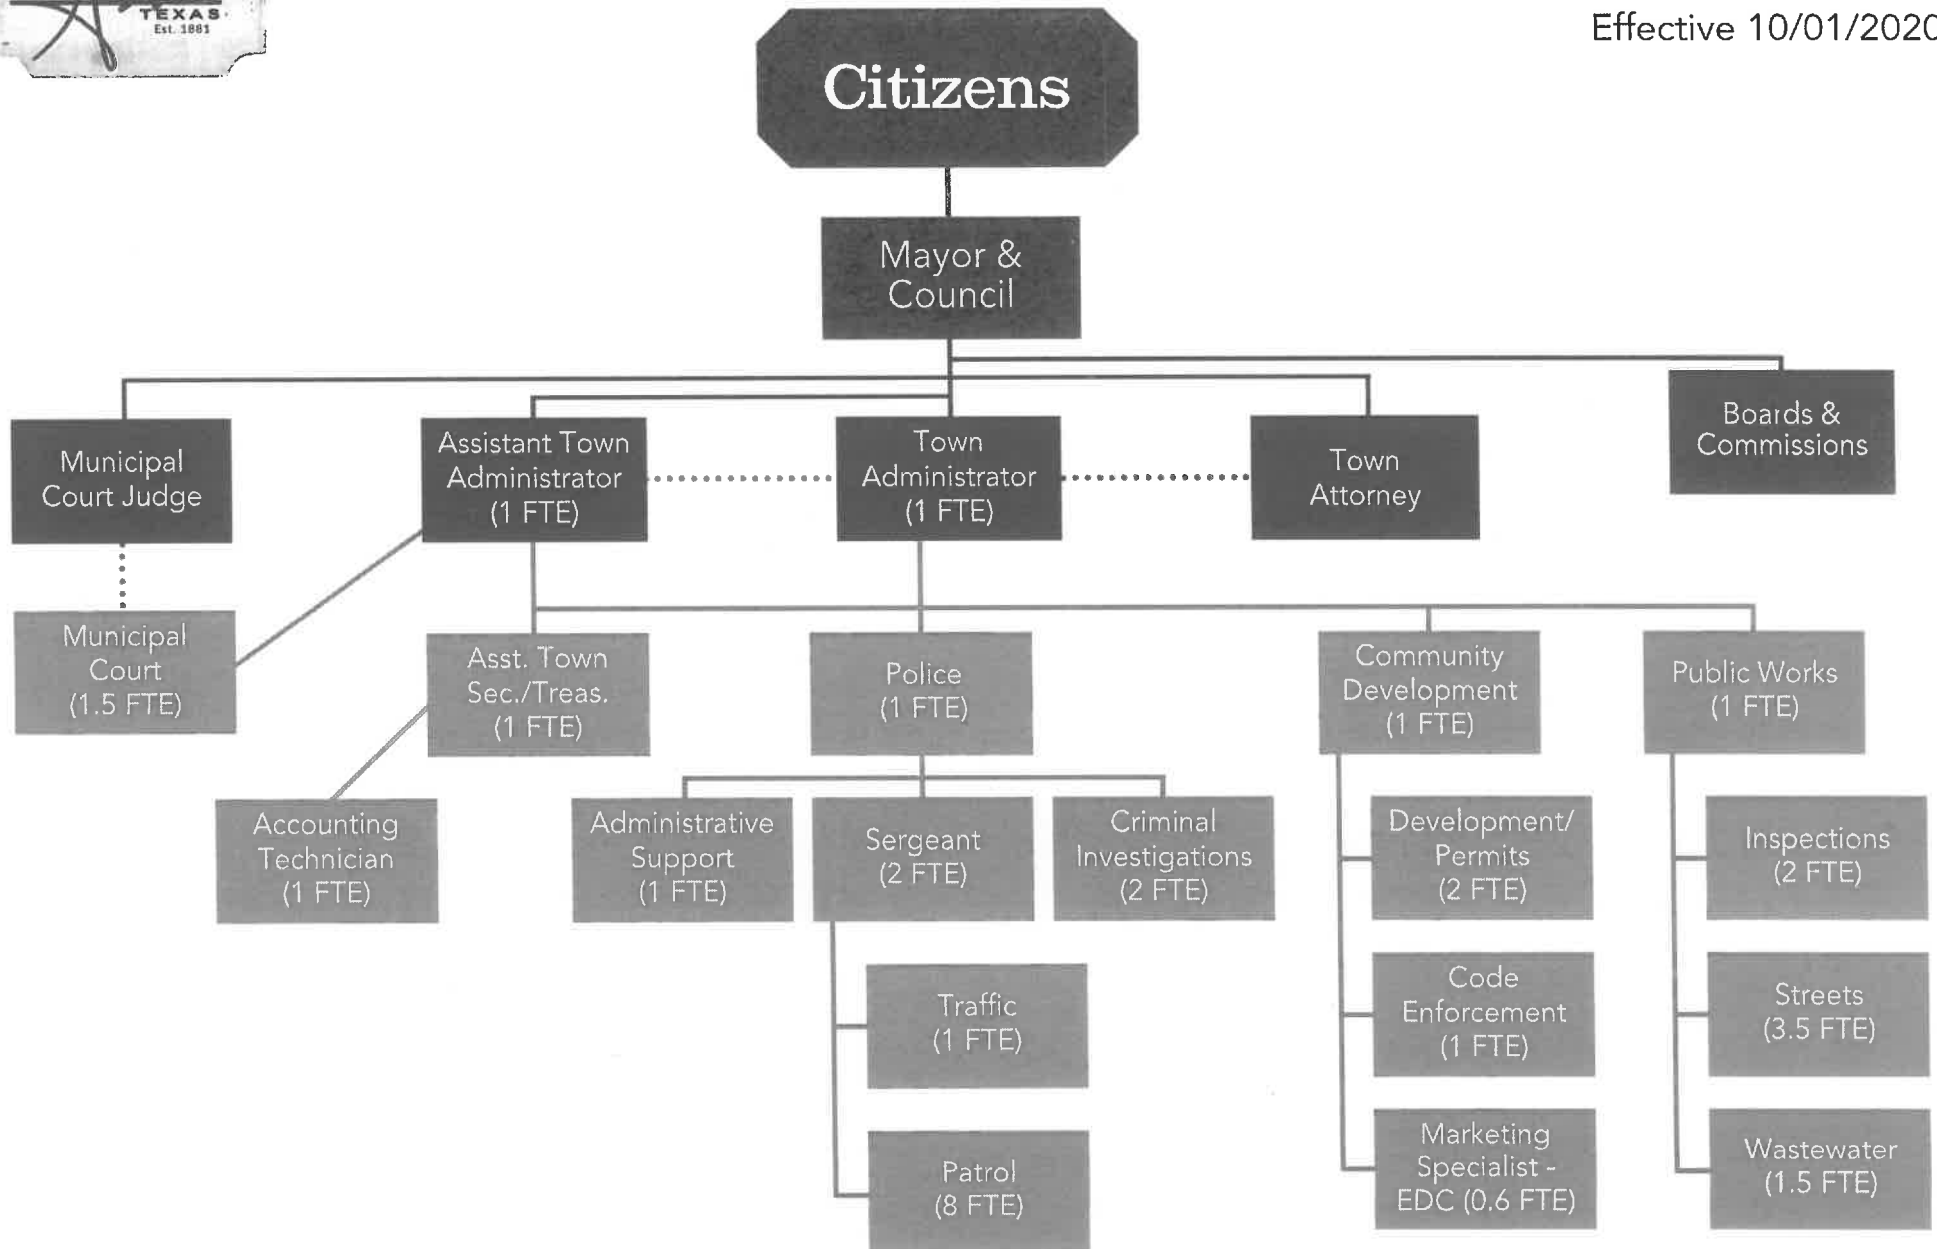 TEXAS
Est. 1881
Effective 10/01/2020
Citizens
Mayor &
Council
Municipal
Court Judge
Assistant Town
Administrator
(1 FTE)
Town
Administrator
(1 FTE)
Town
Attorney
Boards &
Commissions
Municipal
Court
(1.5 FTE)
Asst. Town
Sec./Treas.
(1 FTE)
Police
(1 FTE)
Community
Development
(1 FTE)
Public Works
(1 FTE)
Accounting
Technician
(1 FTE)
Administrative
Support
(1 FTE)
Sergeant
(2 FTE)
Criminal
Investigations
(2 FTE)
Development/
Permits
(2 FTE)
Inspections
(2 FTE)
Traffic
(1 FTE)
Code
Enforcement
(1 FTE)
Streets
(3.5 FTE)
Patrol
(8 FTE)
Marketing
Specialist -
EDC (0.6 FTE)
Wastewater
(1.5 FTE)